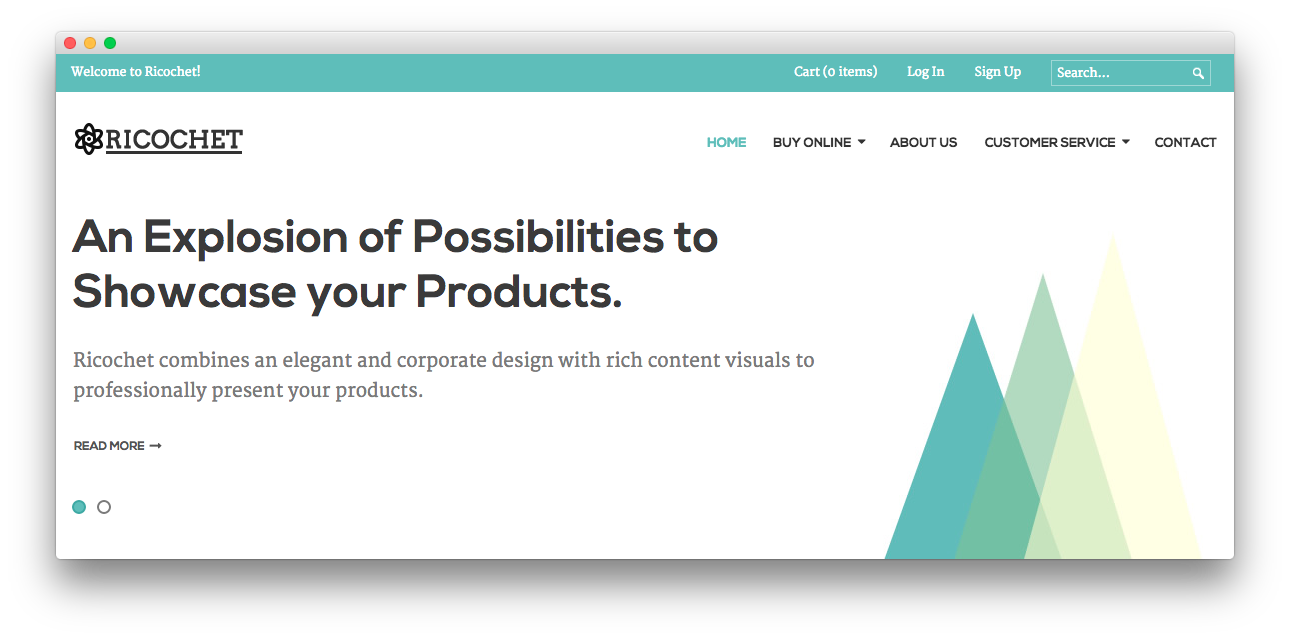 Welcome to Ricochet!
Cart (0 items) Log In Sign Up Search...
RICOCHET
HOME BUY ONLINE ABOUT US CUSTOMER SERVICE CONTACT
An Explosion of Possibilities to
Showcase your Products.
Ricochet combines an elegant and corporate design with rich content visuals to
professionally present your products.
READ MORE